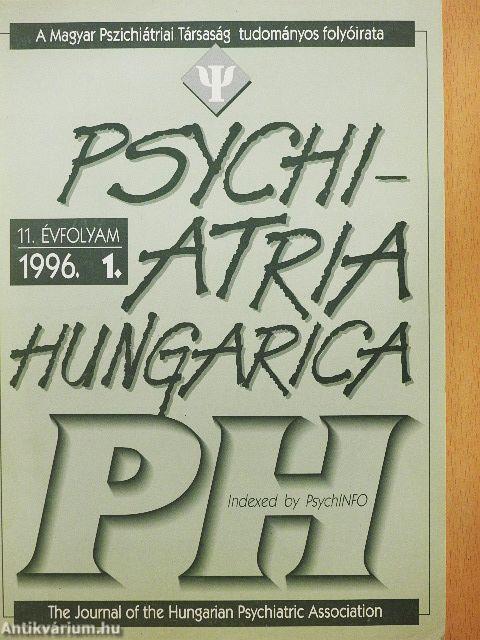 A Magyar Pszichiátriai Társaság tudományos folyóirata
Ψ
PSYCHI-
ATRIA
HUNGARICA
11. ÉVFOLYAM
1996. 1.
PH
Indexed by PsychINFO
The Journal of the Hungarian Psychiatric Association
Antikvárium.hu